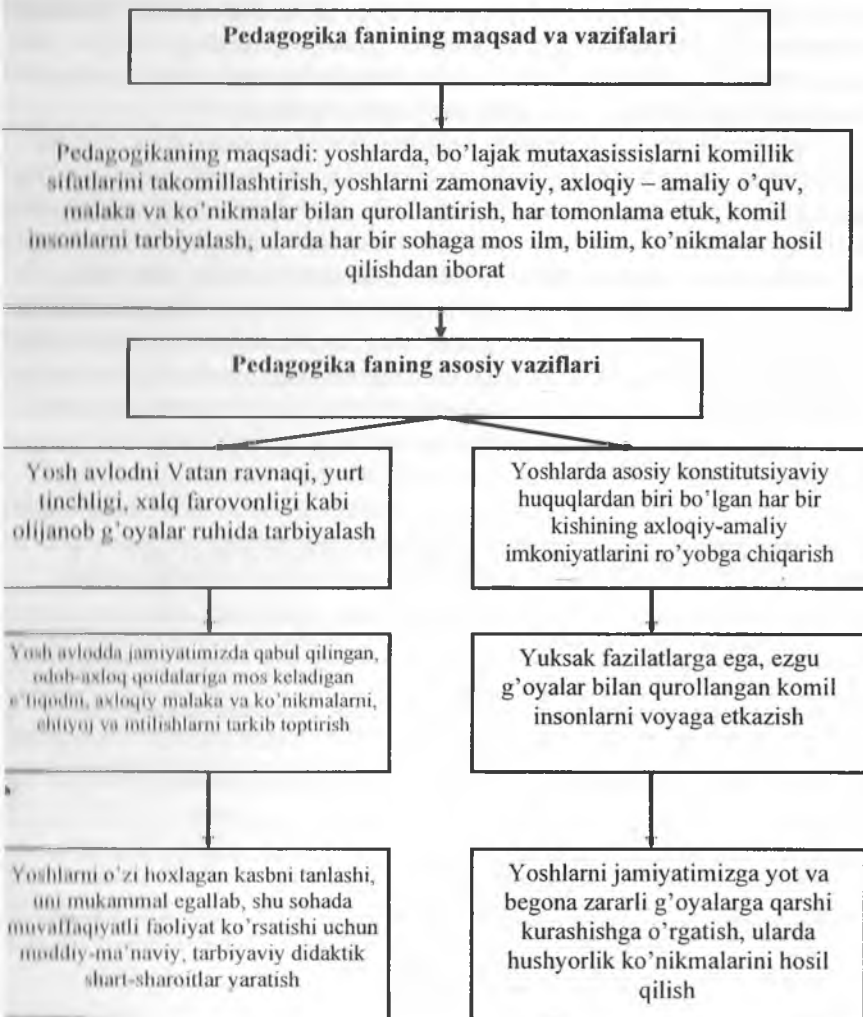 Pedagogika fanining maqsad va vazifalari
Pedagogikaning maqsadi: yoshlarda, bo’lajak mutaxasissislarni komillik
sifatlarini takomillashtirish, yoshlarni zamonaviy, axloqiy – amaliy o’quv,
malaka va ko’nikmalar bilan qurollantirish, har tomonlama etuk, komil
insonlarni tarbiyalash, ularda har bir sohaga mos ilm, bilim, ko’nikmalar hosil
qilishdan iborat
Pedagogika faning asosiy vaziflari
Yosh avlodni Vatan ravnaqi, yurt
tinchligi, xalq farovonligi kabi
olijanob g’oyalar ruhida tarbiyalash
Yosh avlodda jamiyatimizda qabul qilingan,
odob-axloq qoidalariga mos keladigan
e’tiqodni, axloqiy malaka va ko’nikmalarni,
ehtiyoj va intilishlarni tarkib toptirish
Yoshlarni o’zi hoxlagan kasbni tanlashi,
uni mukammal egallab, shu sohada
muvaffaqiyatli faoliyat ko’rsatishi uchun
moddiy-ma’naviy, tarbiyaviy didaktik
shart-sharoitlar yaratish
Yoshlarda asosiy konstitutsiyaviy
huquqlardan biri bo’lgan har bir
kishining axloqiy-amaliy
imkoniyatlarini ro’yobga chiqarish
Yuksak fazilatlarga ega, ezgu
g’oyalar bilan qurollangan komil
insonlarni voyaga etkazish
Yoshlarni jamiyatimizga yot va
begona zararli g’oyalarga qarshi
kurashishga o’rgatish, ularda
hushyorlik ko’nikmalarini hosil
qilish